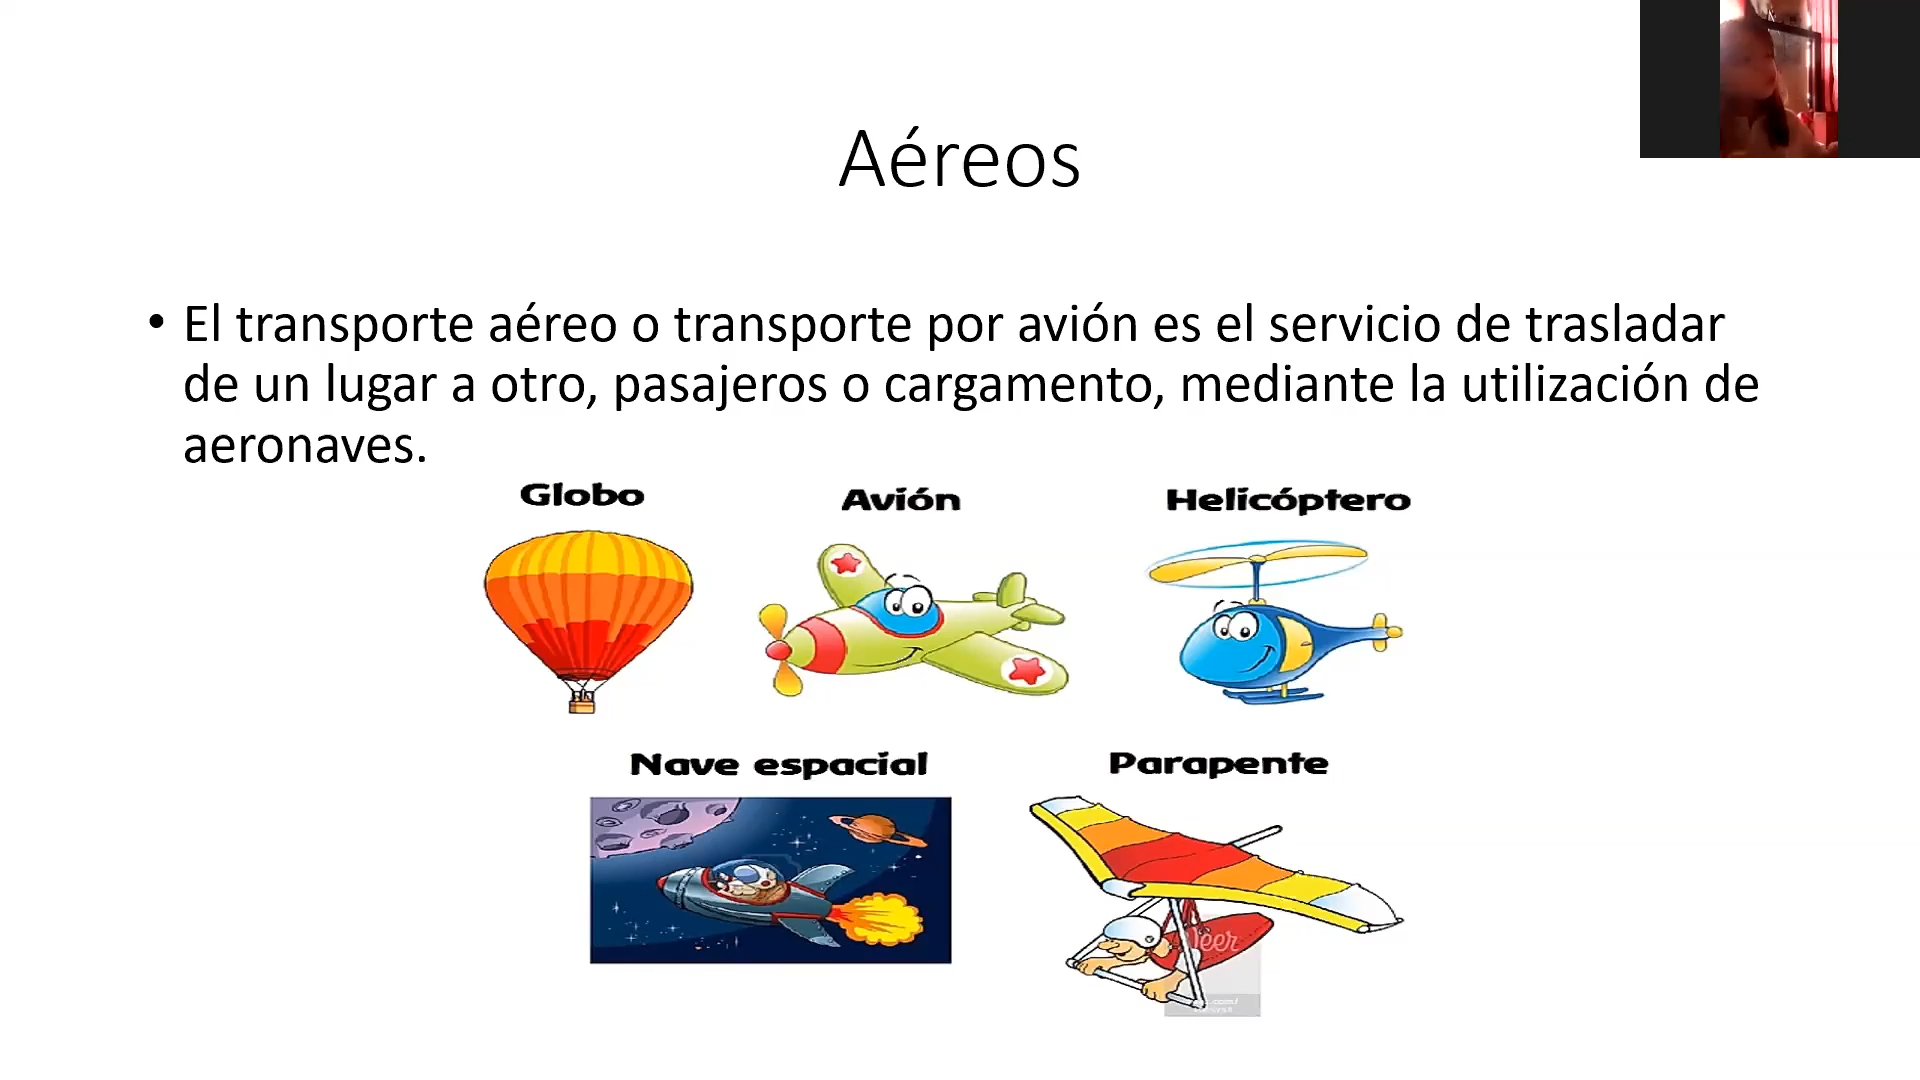 Aéreos
• El transporte aéreo o transporte por avión es el servicio de trasladar
de un lugar a otro, pasajeros o cargamento, mediante la utilización de
aeronaves.
Globo
Avión
Helicóptero
Nave espacial
Parapente
Veer